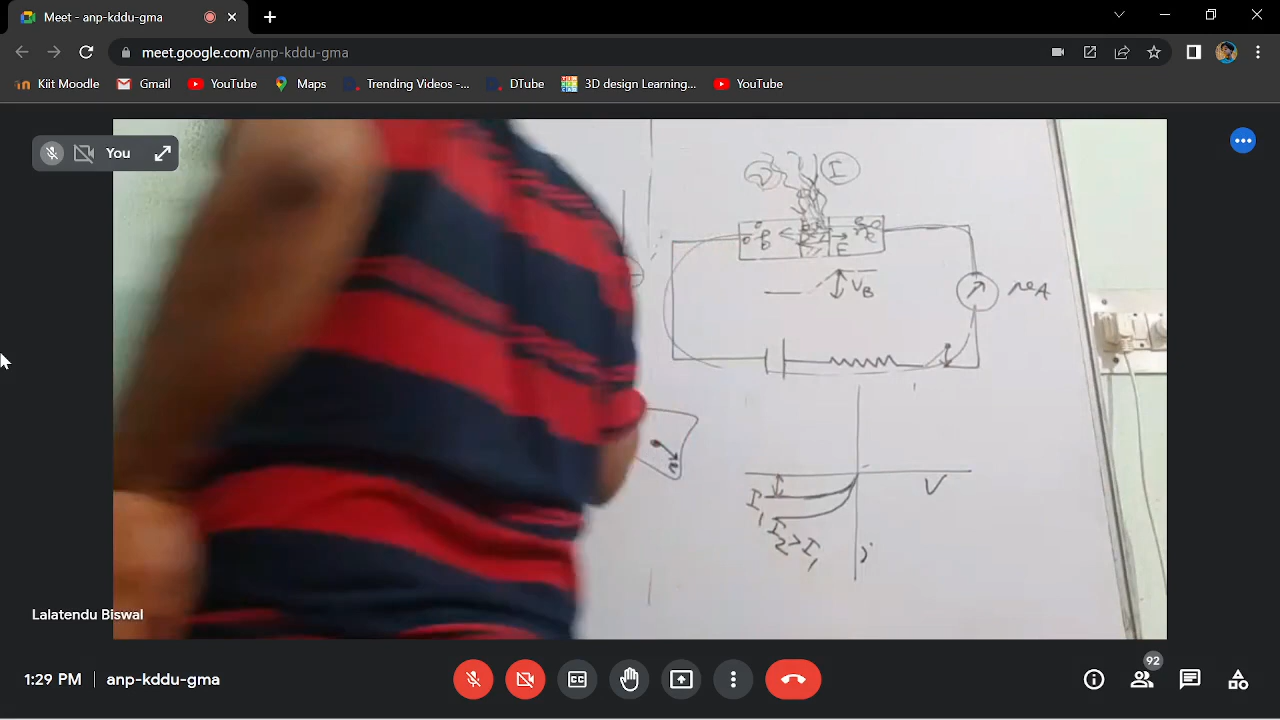 Meet - anp-kddu-gma
meet.google.com/anp-kddu-gma
Kiit Moodle
Gmail
YouTube
Maps
Trending Videos -...
DTube
3D design Learning...
YouTube
You
I
E
V_B
μA
V
I₁
I₂>I₁
i
Lalatendu Biswal
1:29 PM
anp-kddu-gma
CC
92